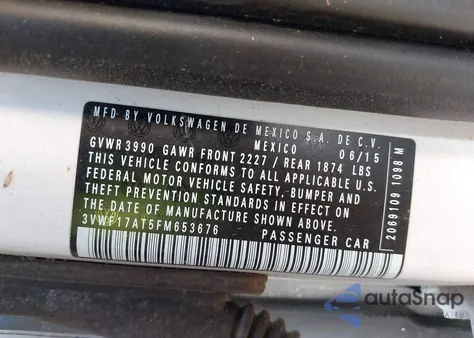 MFD BY VOLKSWAGEN DE MEXICO S.A. DE C.V.
MEXICO 06/15
GVWR 3990 GAWR FRONT 2227 / REAR 1874 LBS
THIS VEHICLE CONFORMS TO ALL APPLICABLE U.S.
FEDERAL MOTOR VEHICLE SAFETY, BUMPER AND
THEFT PREVENTION STANDARDS IN EFFECT ON
THE DATE OF MANUFACTURE SHOWN ABOVE.
3VWF17AT5FM653676 PASSENGER CAR
2069109 1098 M
autoSnap